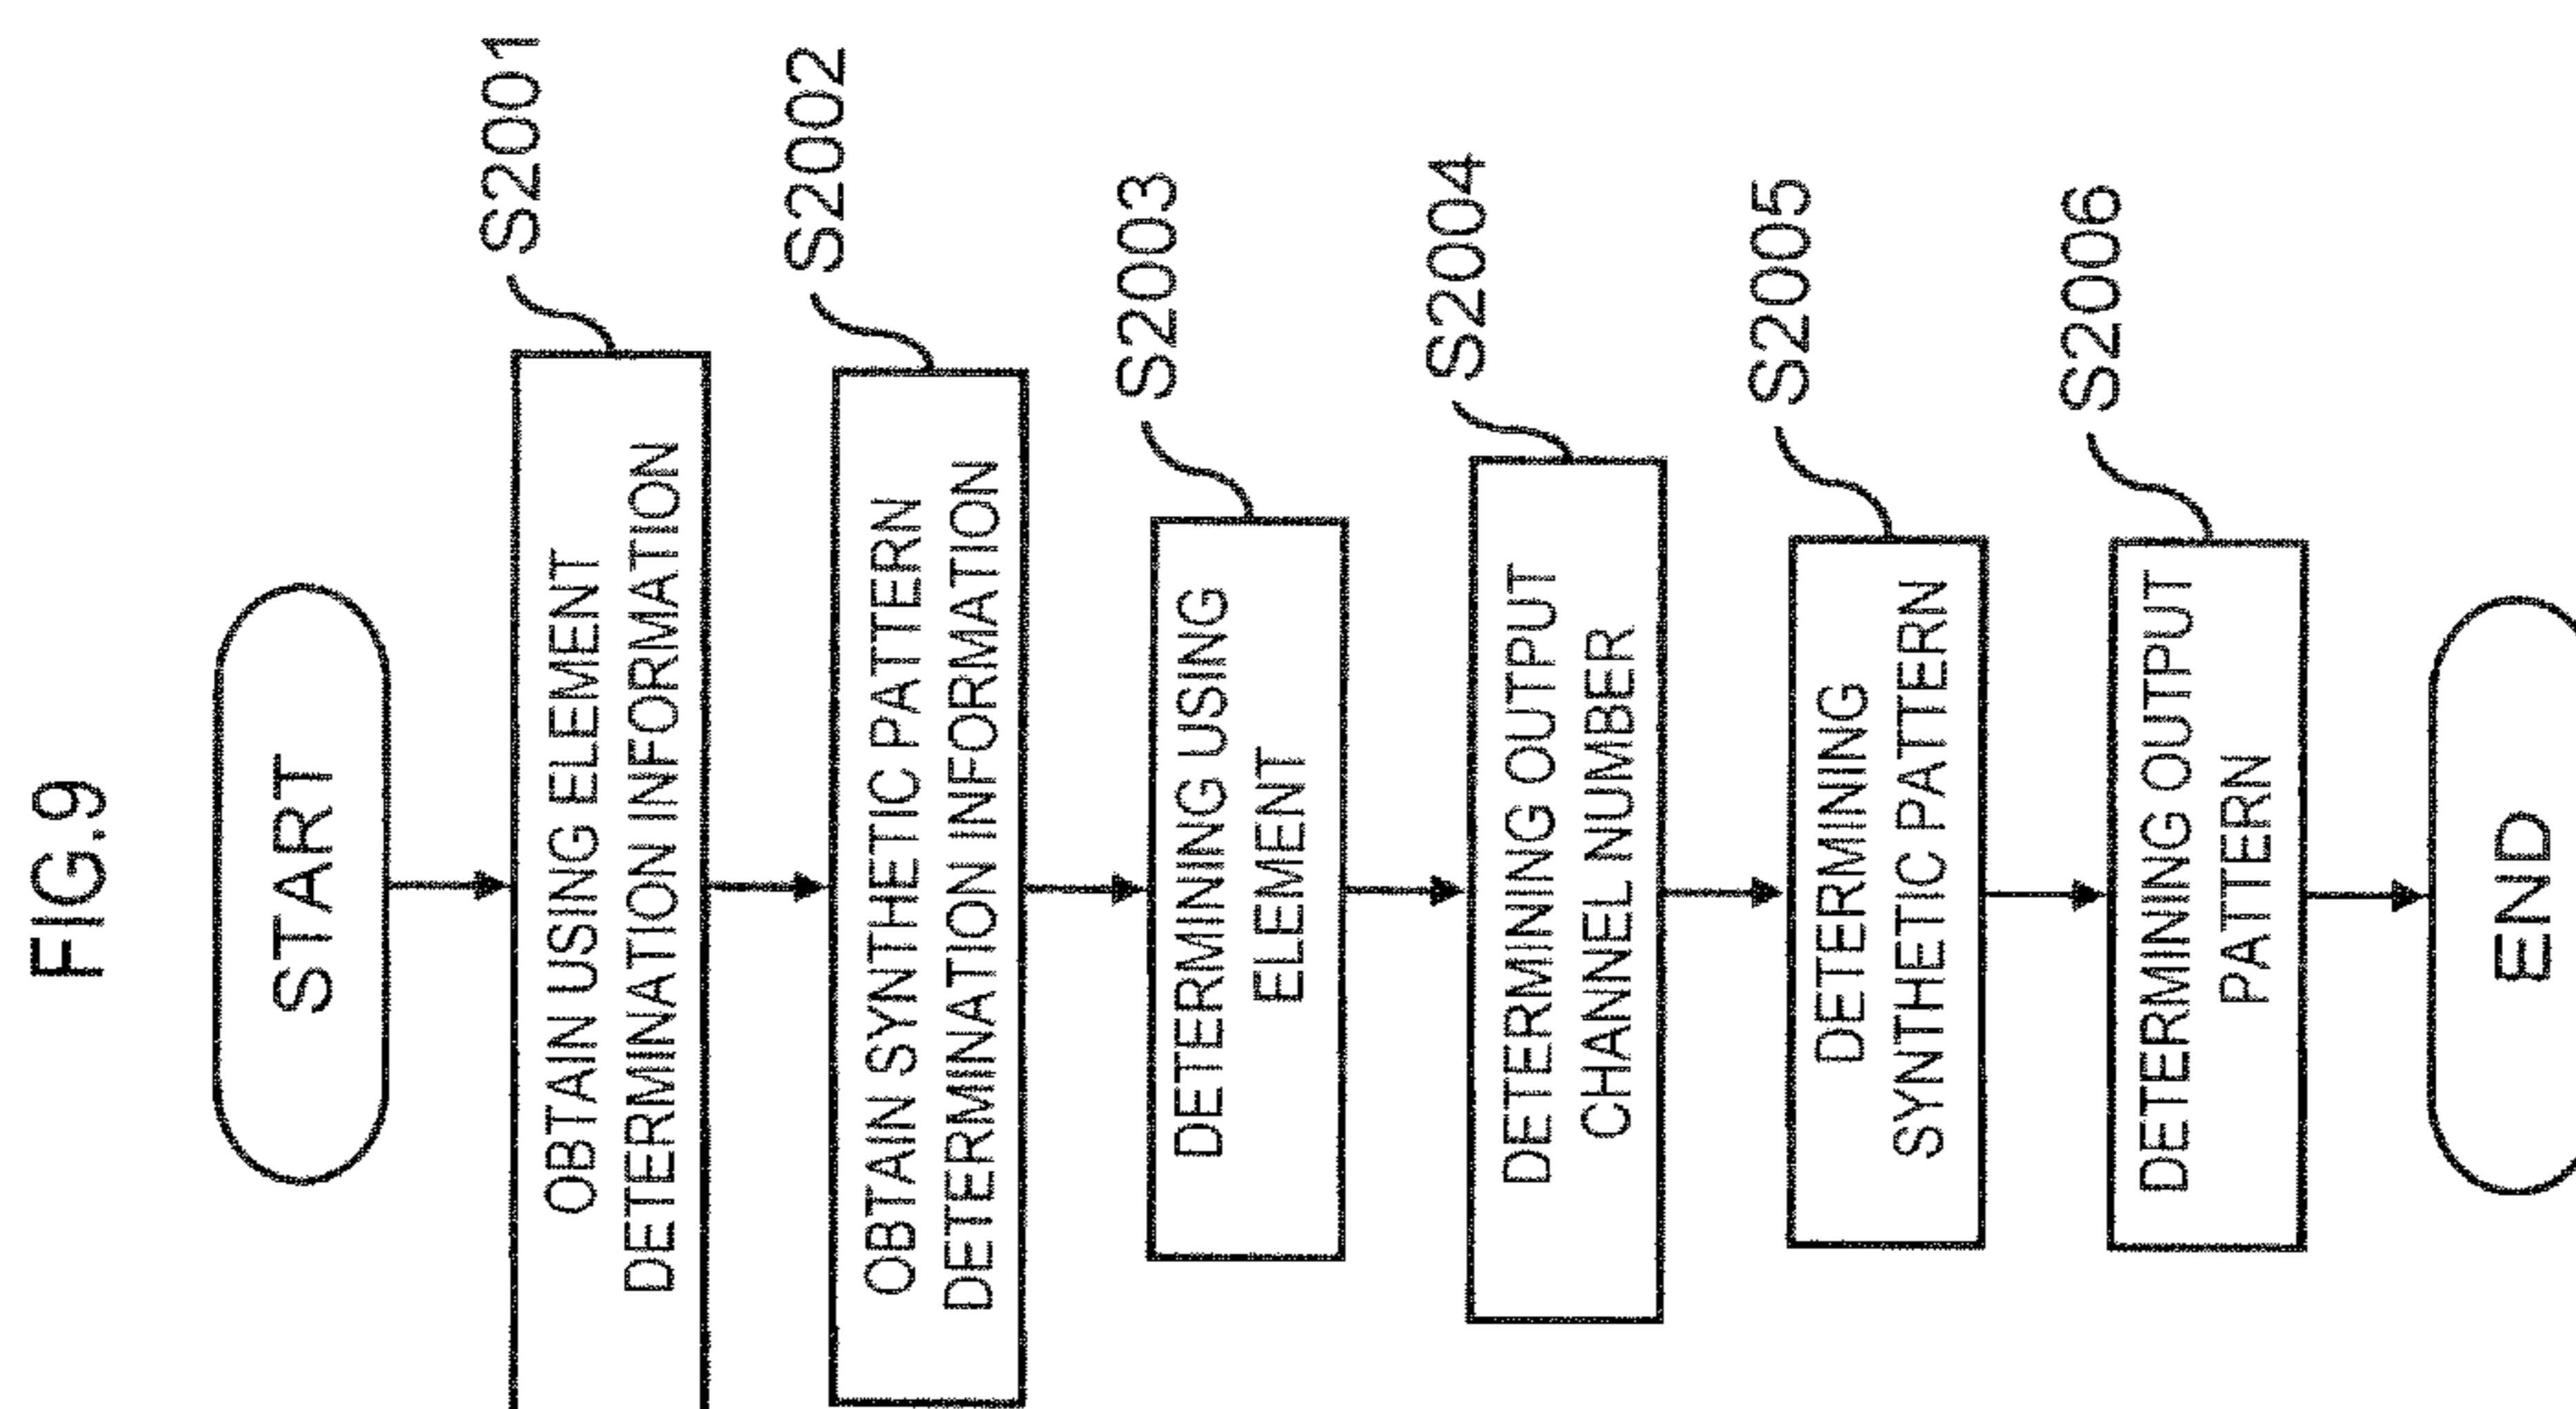 FIG.9
START
OBTAIN USING ELEMENT
DETERMINATION INFORMATION
S2001
OBTAIN SYNTHETIC PATTERN
DETERMINATION INFORMATION
S2002
DETERMINING USING
ELEMENT
S2003
DETERMINING OUTPUT
CHANNEL NUMBER
S2004
DETERMINING
SYNTHETIC PATTERN
S2005
DETERMINING OUTPUT
PATTERN
S2006
END